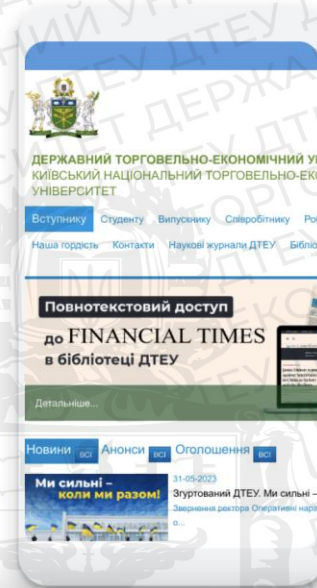 ДЕРЖАВНИЙ ТОРГОВЕЛЬНО-ЕКОНОМІЧНИЙ
КИЇВСЬКИЙ НАЦІОНАЛЬНИЙ
УНІВЕРСИТЕТ
Вступнику Студенту Випускнику Співробітнику
Наша гордість Контакти Наукові журнали ДТЕУ
Повнотекстовий доступ
до FINANCIAL TIMES
в бібліотеці ДТЕУ
Детальніше...
Новини ВСІ Анонси ВСІ Оголошення ВСІ
Ми сильні –
коли ми разом!
31-05-2023
Згуртований ДТЕУ. Ми сильні –
Звернення ректора Оперативні
о...